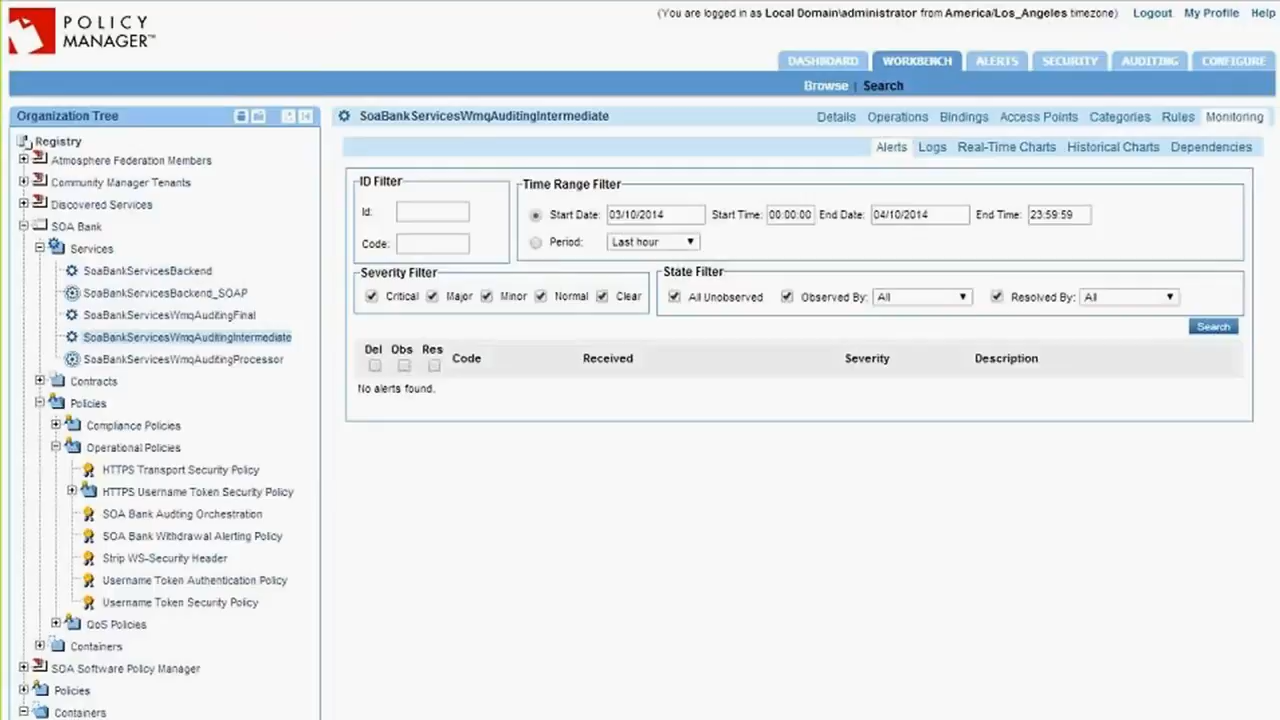 POLICY
MANAGER™
(You are logged in as Local Domain\administrator from America/Los_Angeles timezone) Logout My Profile Help
DASHBOARD WORKBENCH ALERTS SECURITY AUDITING CONFIGURE
Browse | Search
Organization Tree
Registry
Atmosphere Federation Members
Community Manager Tenants
Discovered Services
SOA Bank
Services
SoaBankServicesBackend
SoaBankServicesBackend_SOAP
SoaBankServicesWmqAuditingFinal
SoaBankServicesWmqAuditingIntermediate
SoaBankServicesWmqAuditingProcessor
Contracts
Policies
Compliance Policies
Operational Policies
HTTPS Transport Security Policy
HTTPS Username Token Security Policy
SOA Bank Auditing Orchestration
SOA Bank Withdrawal Alerting Policy
Strip WS-Security Header
Username Token Authentication Policy
Username Token Security Policy
QoS Policies
Containers
SOA Software Policy Manager
Policies
Containers
SoaBankServicesWmqAuditingIntermediate
Details Operations Bindings Access Points Categories Rules Monitoring
Alerts Logs Real-Time Charts Historical Charts Dependencies
ID Filter
Id:
Code:
Time Range Filter
Start Date: 03/10/2014 Start Time: 00:00:00 End Date: 04/10/2014 End Time: 23:59:59
Period: Last hour
Severity Filter
Critical Major Minor Normal Clear
State Filter
All Unobserved Observed By: All Resolved By: All
Search
Del Obs Res Code Received Severity Description
No alerts found.